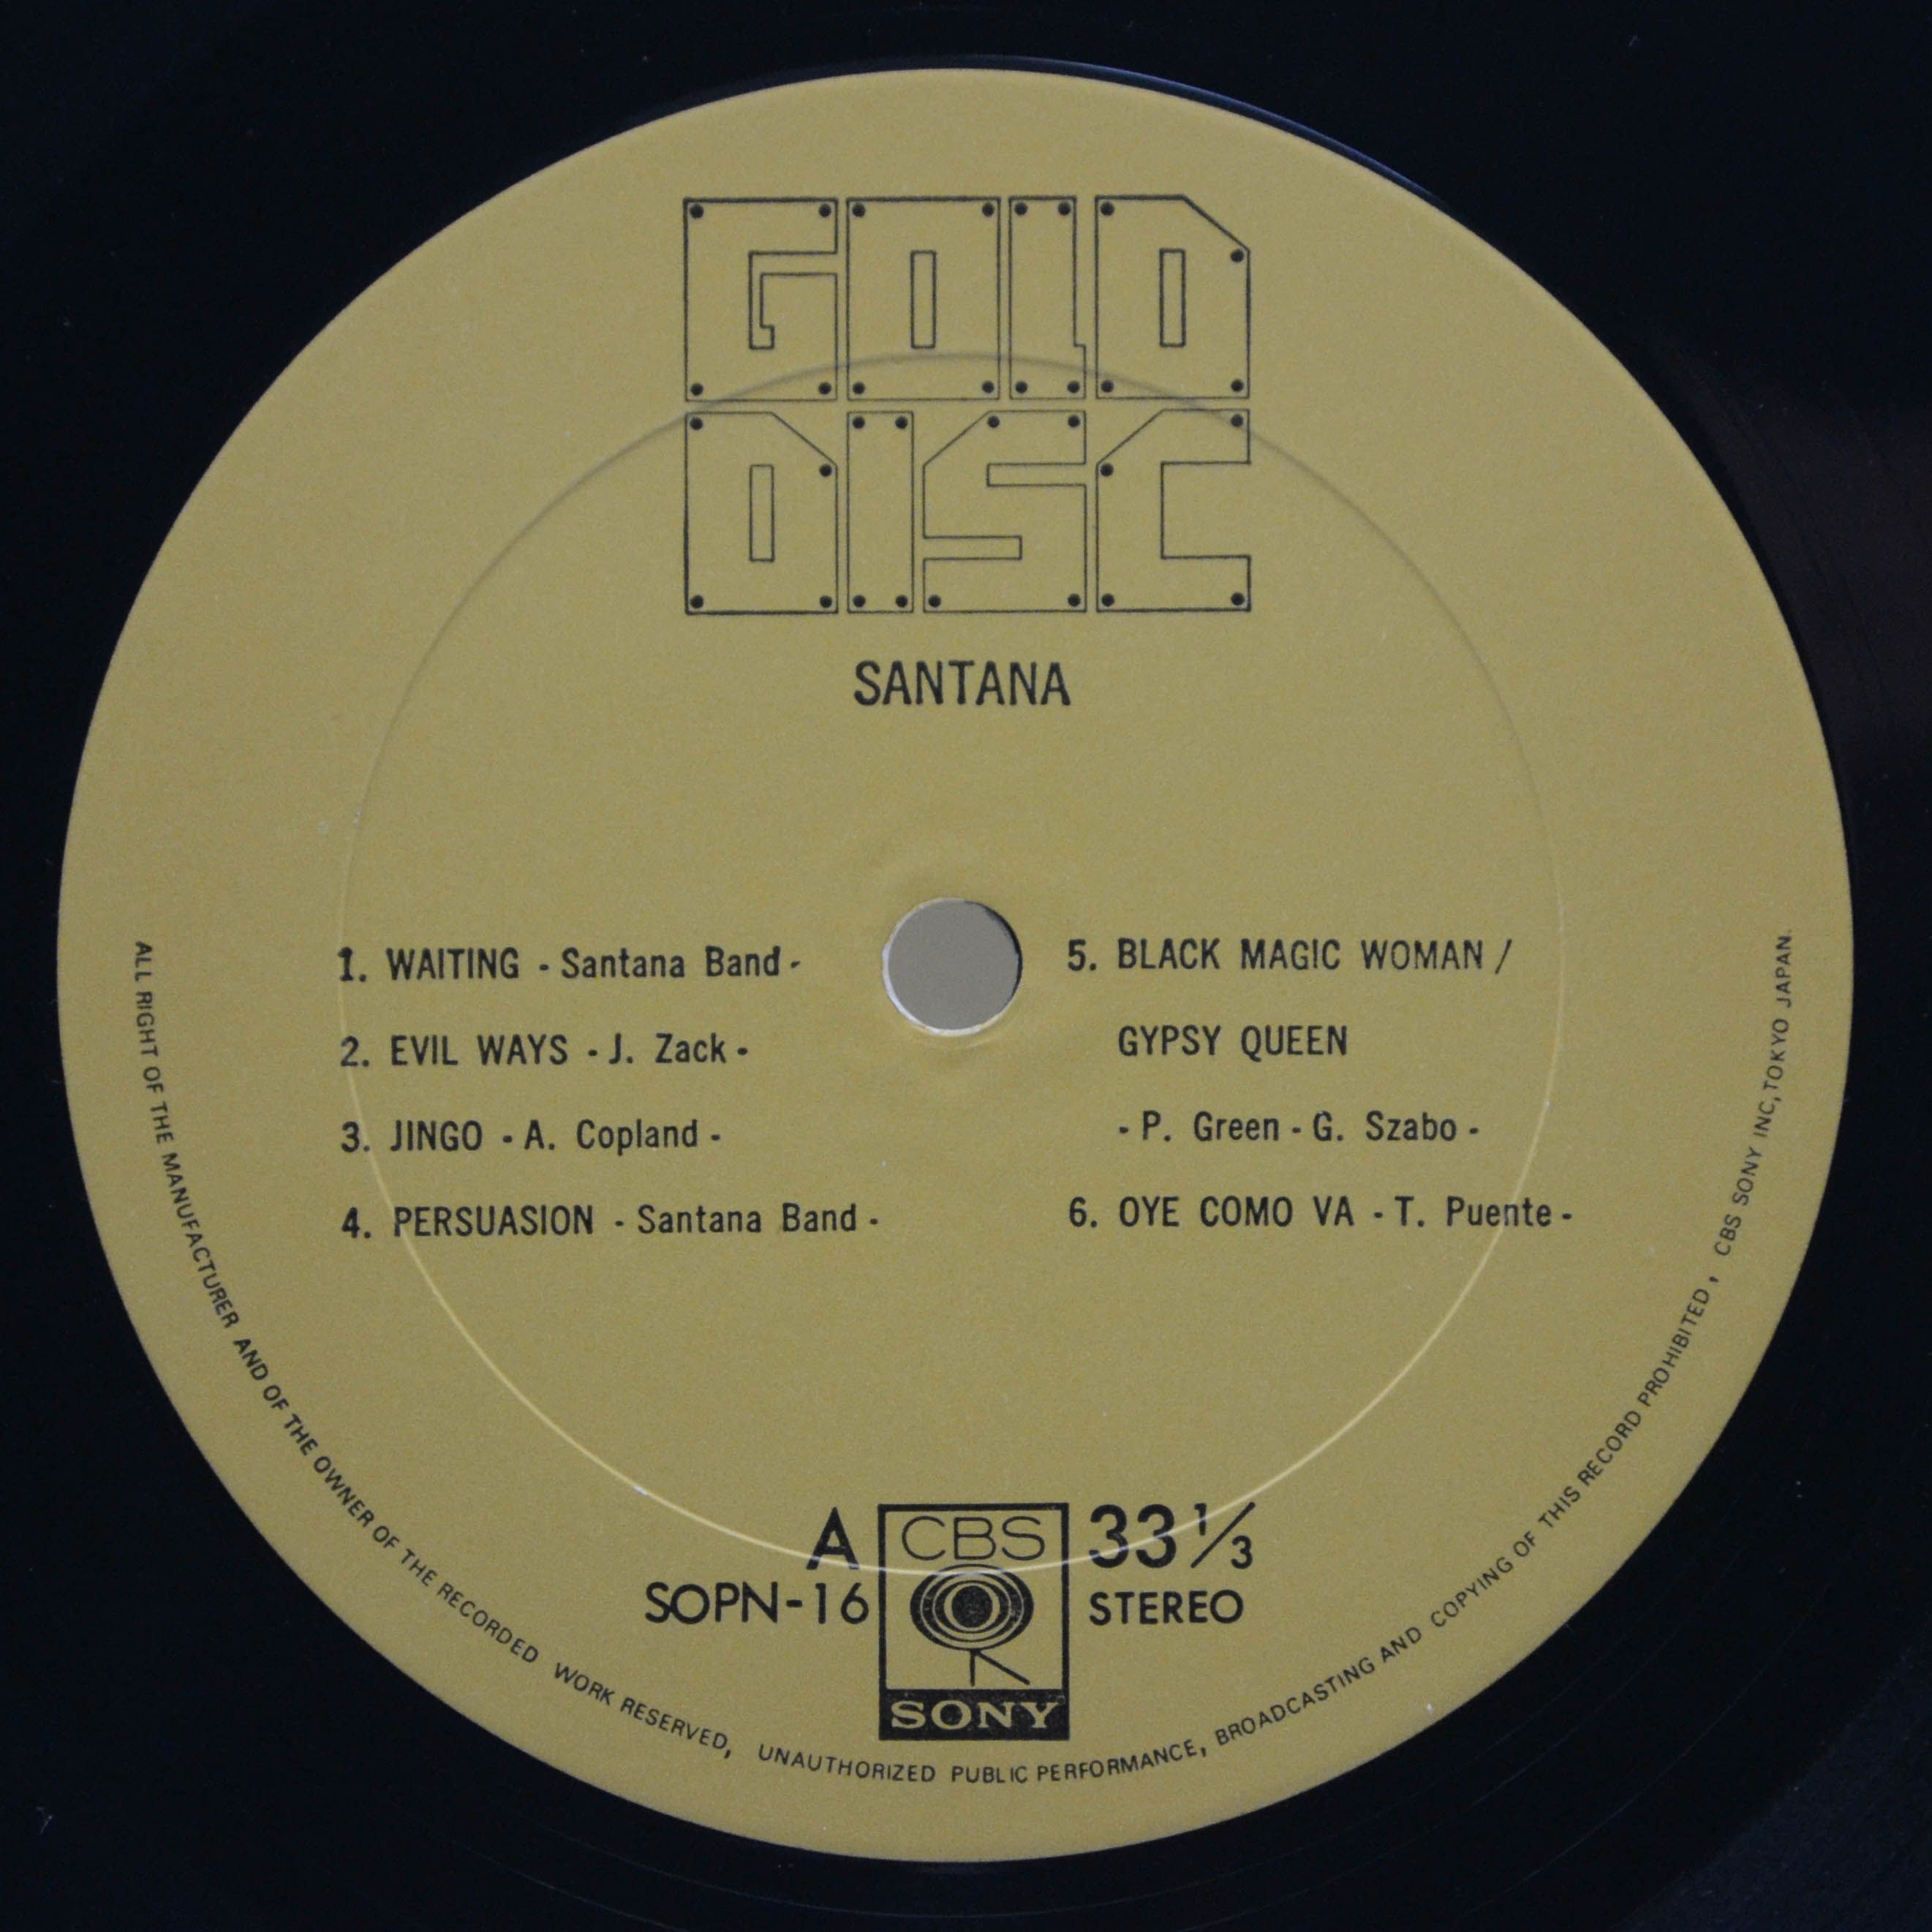 GOLD
DISC
SANTANA
1. WAITING - Santana Band -
2. EVIL WAYS - J. Zack -
3. JINGO - A. Copland -
4. PERSUASION - Santana Band -
5. BLACK MAGIC WOMAN /
GYPSY QUEEN
- P. Green - G. Szabo -
6. OYE COMO VA - T. Puente -
A
SOPN-16
CBS
SONY
33 1/3
STEREO
ALL RIGHT OF THE MANUFACTURER AND OF THE OWNER OF THE RECORDED WORK RESERVED, UNAUTHORIZED PUBLIC PERFORMANCE, BROADCASTING AND COPYING OF THIS RECORD PROHIBITED, CBS SONY INC, TOKYO JAPAN.